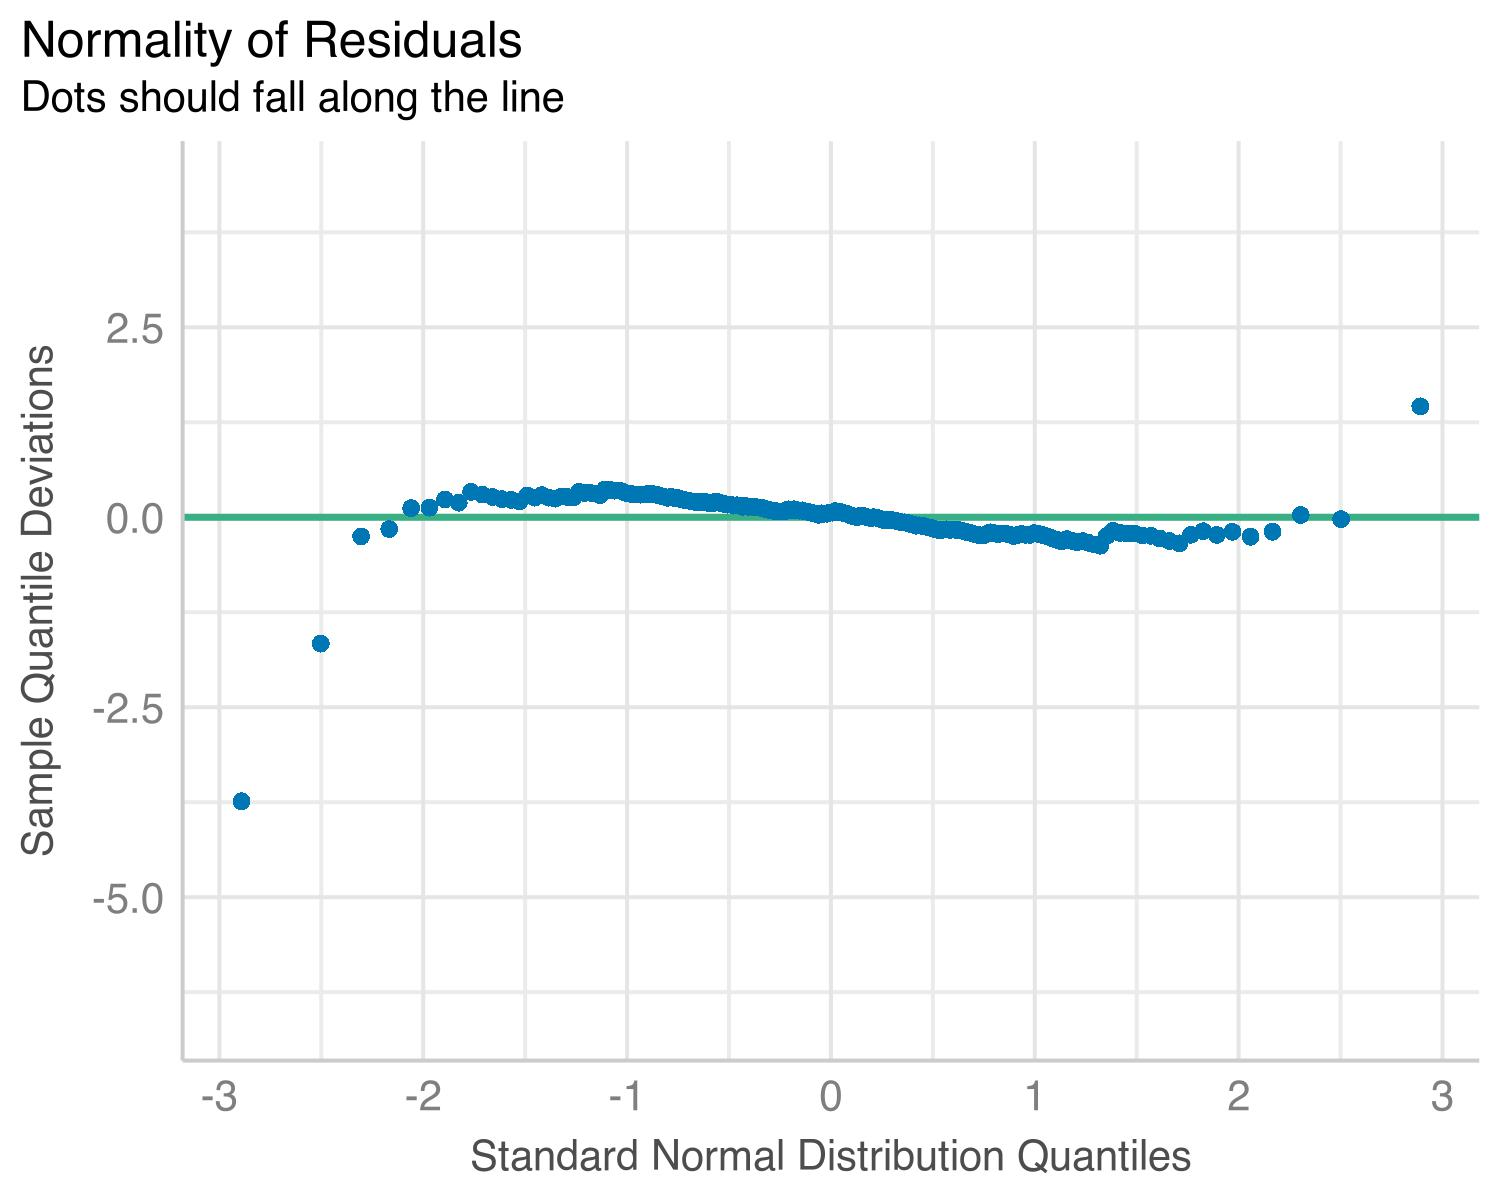 Normality of Residuals
Dots should fall along the line
Sample Quantile Deviations
2.5
0.0
-2.5
-5.0
-3
-2
-1
0
1
2
3
Standard Normal Distribution Quantiles